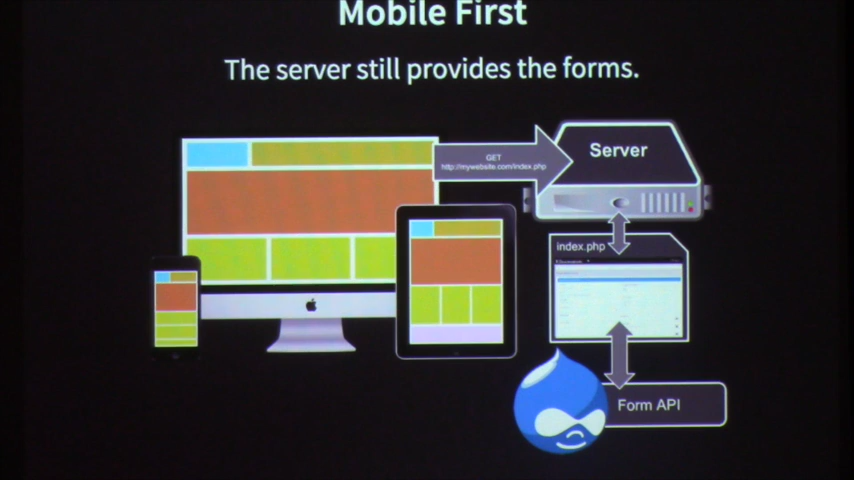 Mobile First
The server still provides the forms.
GET
http://mywebsite.com/index.php
Server
index.php
Form API